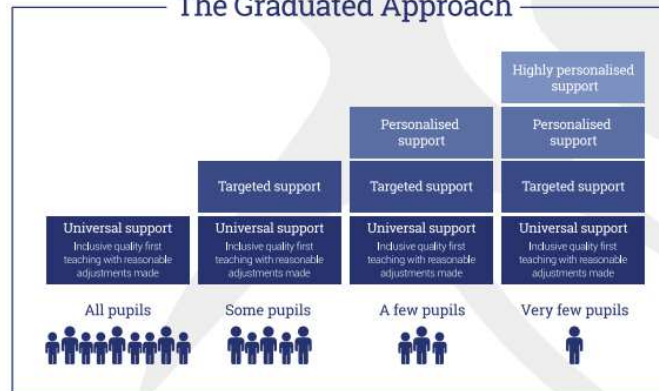 The Graduated Approach
Highly personalised
support
Personalised
support
Personalised
support
Targeted support
Targeted support
Targeted support
Universal support
Inclusive quality first
teaching with reasonable
adjustments made
Universal support
Inclusive quality first
teaching with reasonable
adjustments made
Universal support
Inclusive quality first
teaching with reasonable
adjustments made
Universal support
Inclusive quality first
teaching with reasonable
adjustments made
All pupils
Some pupils
A few pupils
Very few pupils